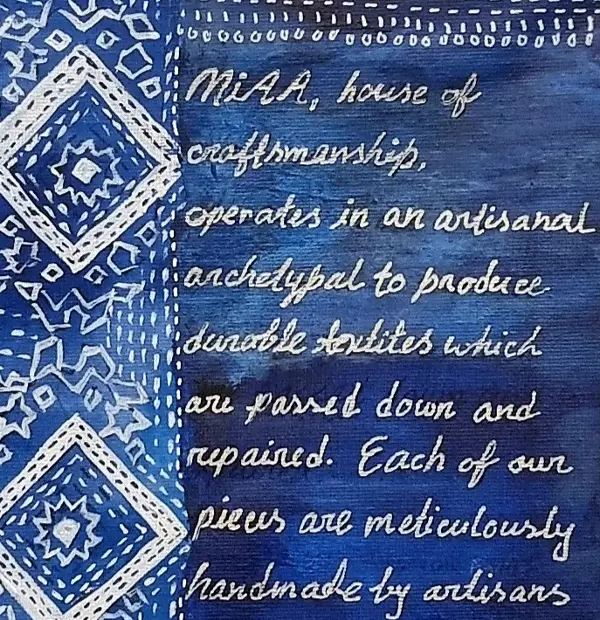 MiAA, house of
craftsmanship,
operates in an artisanal
archetypal to produce
durable textites which
are passed down and
repaired. Each of our
pieces are meticulously
handmade by artisans